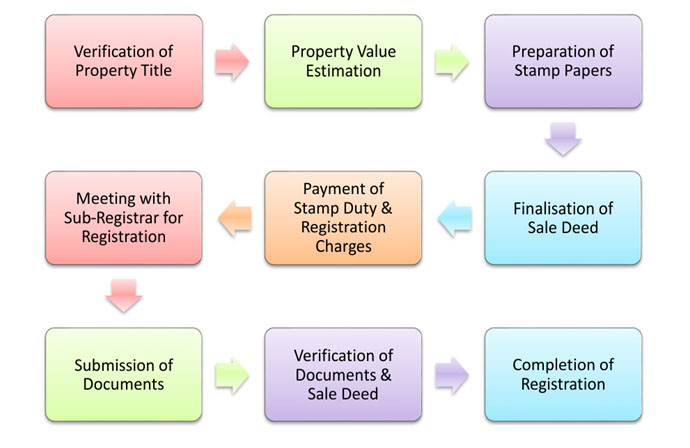 Verification of
Property Title
Property Value
Estimation
Preparation of
Stamp Papers
Meeting with
Sub-Registrar for
Registration
Payment of
Stamp Duty &
Registration
Charges
Finalisation of
Sale Deed
Submission of
Documents
Verification of
Documents &
Sale Deed
Completion of
Registration